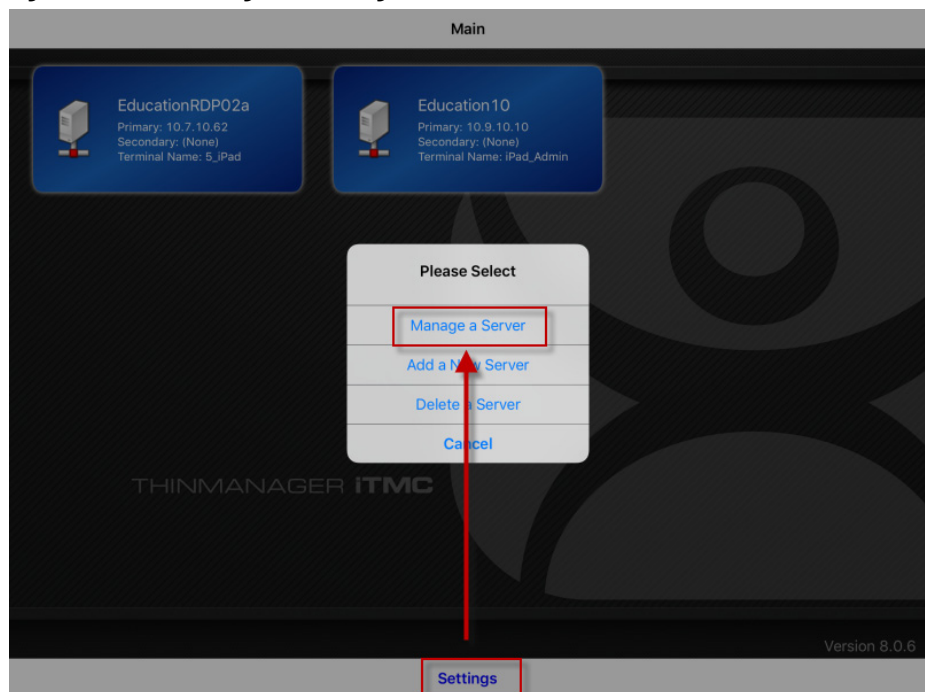 Main
EducationRDP02a
Primary: 10.7.10.62
Secondary: (None)
Terminal Name: 5_iPad
Education10
Primary: 10.9.10.10
Secondary: (None)
Terminal Name: iPad_Admin
Please Select
Manage a Server
Add a New Server
Delete a Server
Cancel
THINMANAGER iTMC
Version 8.0.6
Settings